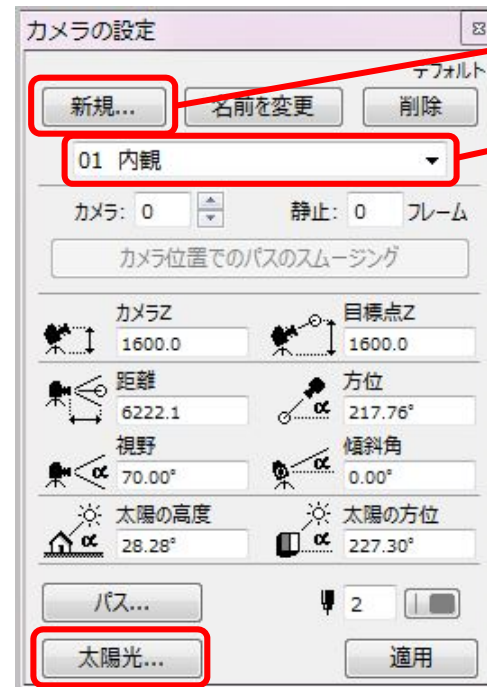 カメラの設定
デフォルト
新規... 名前を変更 削除
01 内観
カメラ: 0 静止: 0 フレーム
カメラ位置でのパスのスムージング
カメラZ 目標点Z
1600.0 1600.0
距離 方位
6222.1 α 217.76°
視野 傾斜角
α 70.00° α 0.00°
太陽の高度 太陽の方位
α 28.28° α 227.30°
パス... 2
太陽光... 適用